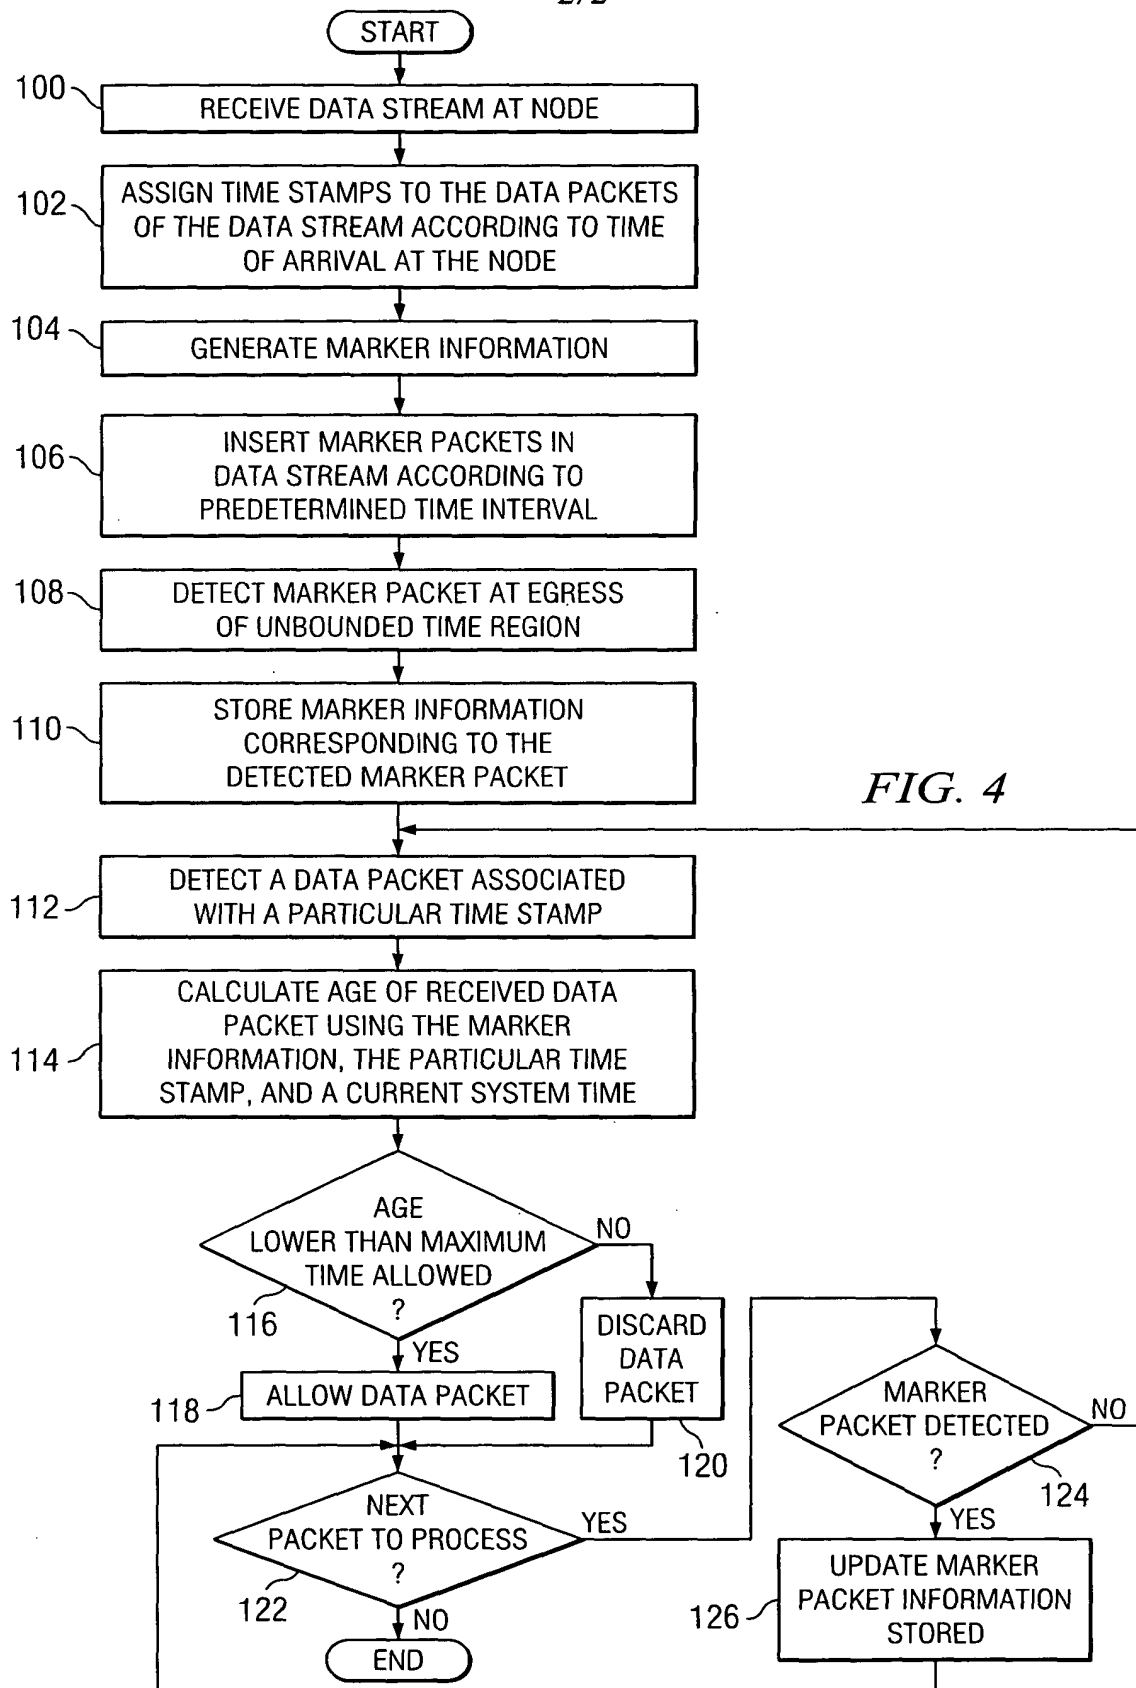 START
100
RECEIVE DATA STREAM AT NODE
102
ASSIGN TIME STAMPS TO THE DATA PACKETS
OF THE DATA STREAM ACCORDING TO TIME
OF ARRIVAL AT THE NODE
104
GENERATE MARKER INFORMATION
106
INSERT MARKER PACKETS IN
DATA STREAM ACCORDING TO
PREDETERMINED TIME INTERVAL
108
DETECT MARKER PACKET AT EGRESS
OF UNBOUNDED TIME REGION
110
STORE MARKER INFORMATION
CORRESPONDING TO THE
DETECTED MARKER PACKET
FIG. 4
112
DETECT A DATA PACKET ASSOCIATED
WITH A PARTICULAR TIME STAMP
114
CALCULATE AGE OF RECEIVED DATA
PACKET USING THE MARKER
INFORMATION, THE PARTICULAR TIME
STAMP, AND A CURRENT SYSTEM TIME
AGE
LOWER THAN MAXIMUM
TIME ALLOWED
?
116
NO
YES
DISCARD
DATA
PACKET
120
118
ALLOW DATA PACKET
NEXT
PACKET TO PROCESS
?
122
YES
NO
END
MARKER
PACKET DETECTED
?
124
NO
YES
126
UPDATE MARKER
PACKET INFORMATION
STORED